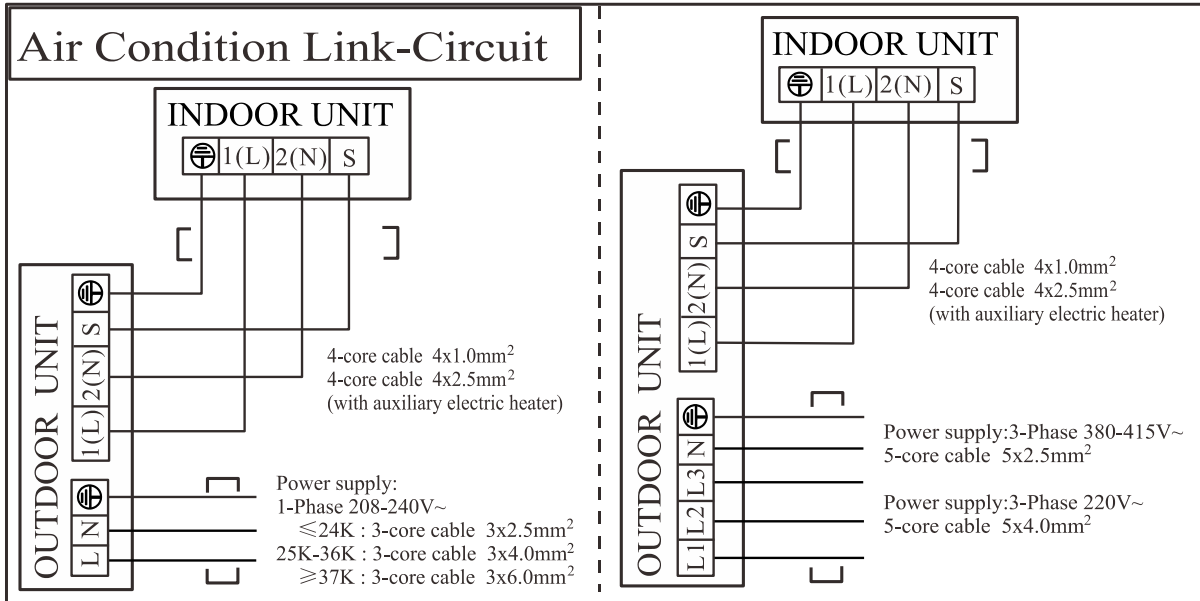 Air Condition Link-Circuit
INDOOR UNIT
1(L) 2(N) S
OUTDOOR UNIT
S
2(N)
1(L)
N
L
4-core cable 4x1.0mm²
4-core cable 4x2.5mm²
(with auxiliary electric heater)
Power supply:
1-Phase 208-240V~
≤24K : 3-core cable 3x2.5mm²
25K-36K : 3-core cable 3x4.0mm²
≥37K : 3-core cable 3x6.0mm²
INDOOR UNIT
1(L) 2(N) S
OUTDOOR UNIT
S
2(N)
1(L)
N
L3
L2
L1
4-core cable 4x1.0mm²
4-core cable 4x2.5mm²
(with auxiliary electric heater)
Power supply:3-Phase 380-415V~
5-core cable 5x2.5mm²
Power supply:3-Phase 220V~
5-core cable 5x4.0mm²